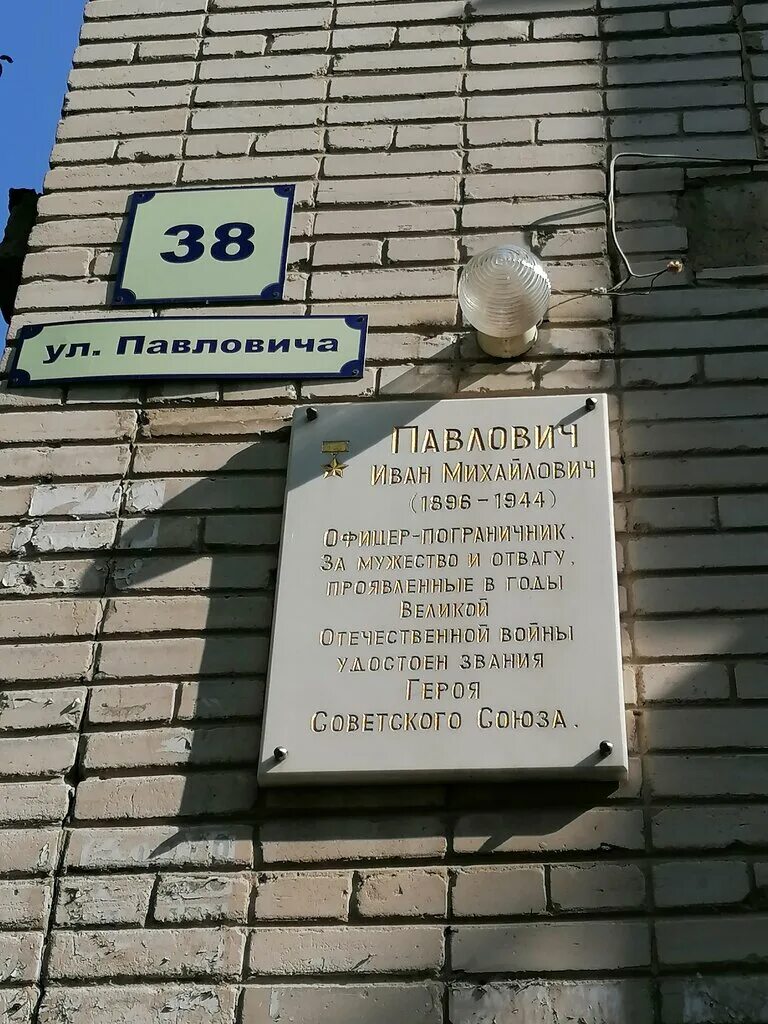 38
ул. Павловича
Павлович
Иван Михайлович
(1896-1944)
Офицер-пограничник.
За мужество и отвагу,
проявленные в годы
Великой
Отечественной войны
удостоен звания
Героя
Советского Союза.